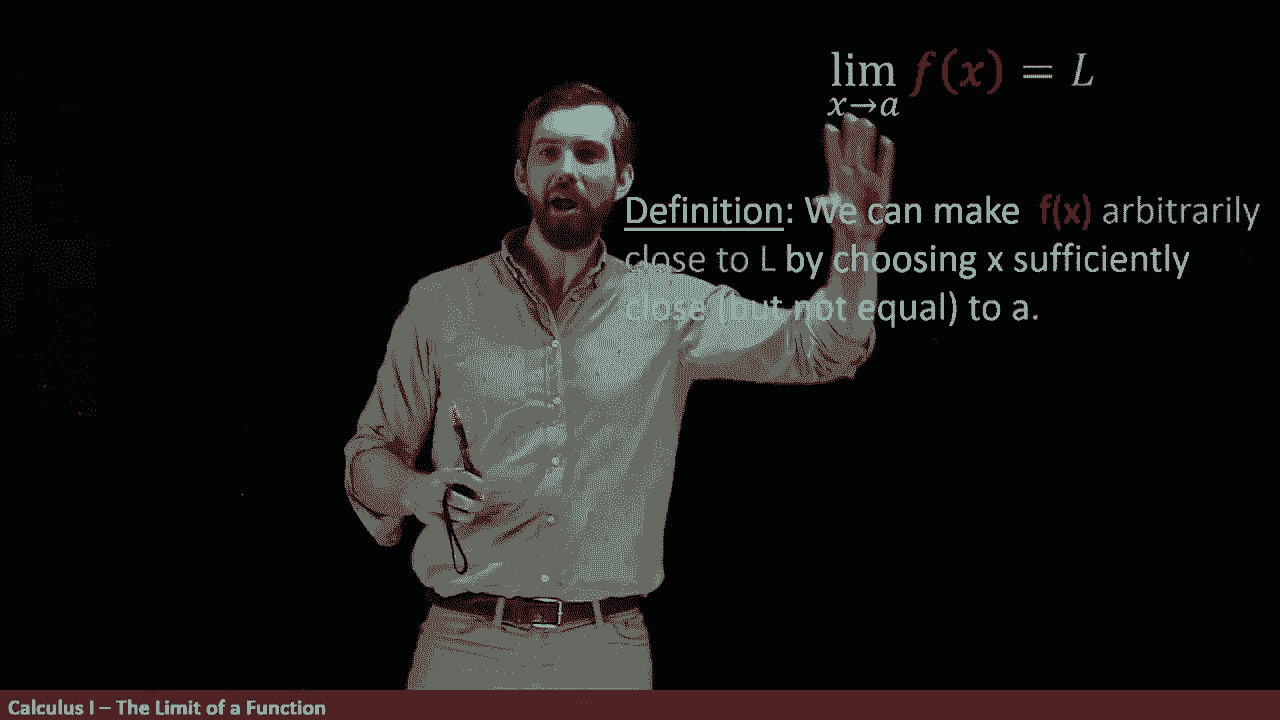 lim f(x) = L
x→a
Definition: We can make f(x) arbitrarily
close to L by choosing x sufficiently
close (but not equal) to a.
Calculus I – The Limit of a Function